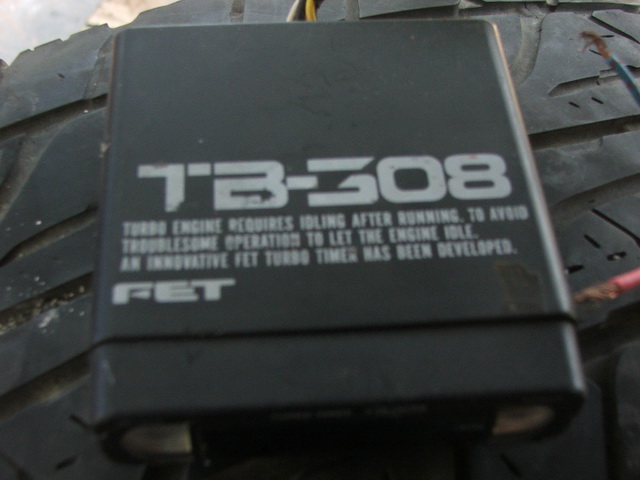 TB-308
TURBO ENGINE REQUIRES IDLING AFTER RUNNING. TO AVOID
TROUBLESOME OPERATION TO LET THE ENGINE IDLE.
AN INNOVATIVE FET TURBO TIMER HAS BEEN DEVELOPED.
FET